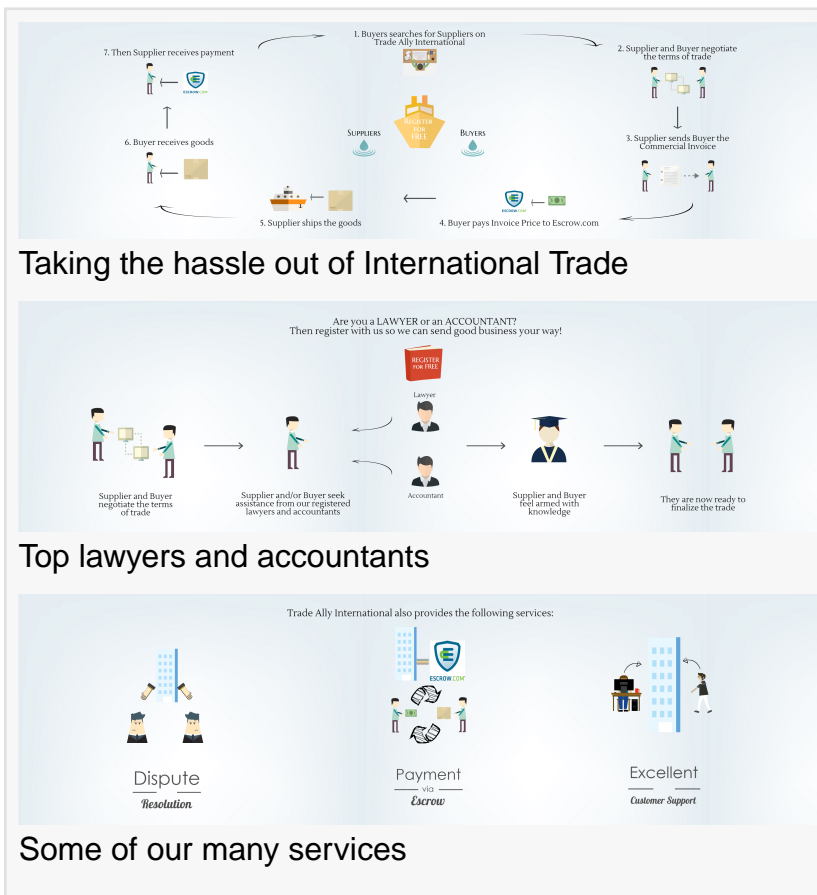 1. Buyers searches for Suppliers on
Trade Ally International
7. Then Supplier receives payment
2. Supplier and Buyer negotiate
the terms of trade
ESCROW.COM
REGISTER
FOR
FREE
SUPPLIERS
BUYERS
6. Buyer receives goods
3. Supplier sends Buyer the
Commercial Invoice
ESCROW.COM
5. Supplier ships the goods
4. Buyer pays Invoice Price to Escrow.com
Taking the hassle out of International Trade
Are you a LAWYER or an ACCOUNTANT?
Then register with us so we can send good business your way!
REGISTER
FOR FREE
Lawyer
Accountant
Supplier and Buyer
negotiate the terms
of trade
Supplier and/or Buyer seek
assistance from our registered
lawyers and accountants
Supplier and Buyer
feel armed with
knowledge
They are now ready to
finalize the trade
Top lawyers and accountants
Trade Ally International also provides the following services:
ESCROW.COM
Dispute
Resolution
Payment
via
Escrow
Excellent
Customer Support
Some of our many services